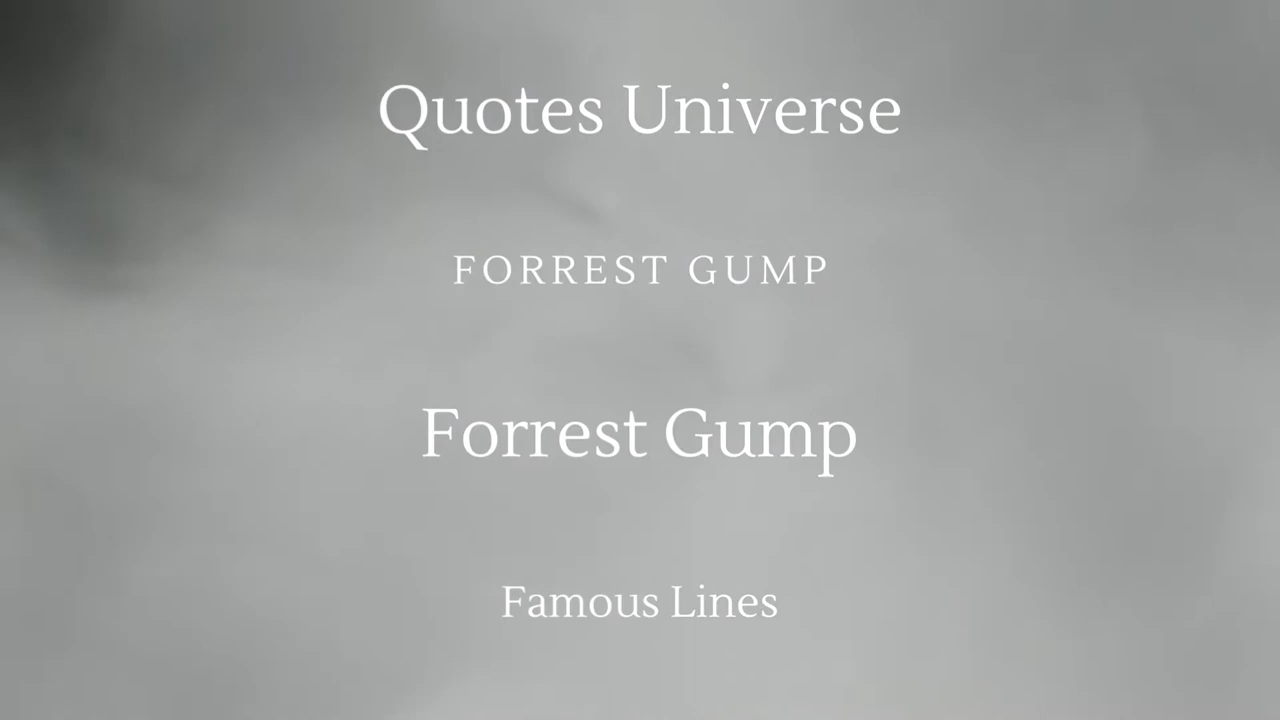 Quotes Universe
FORREST GUMP
Forrest Gump
Famous Lines